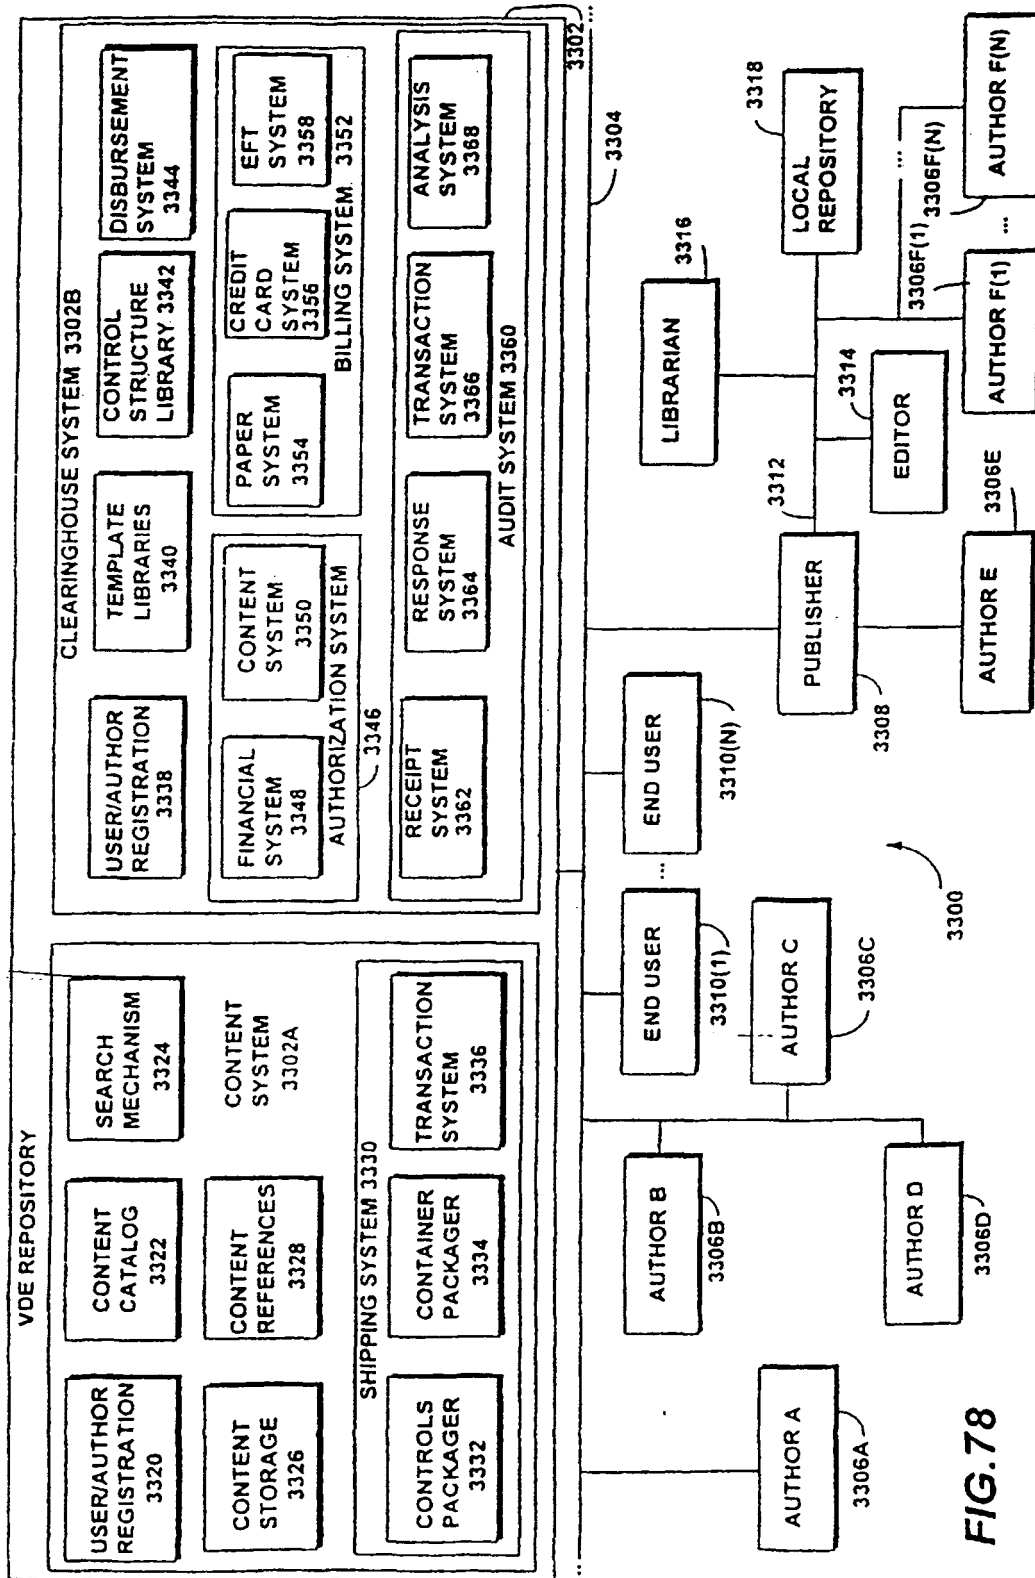 VDE REPOSITORY
USER/AUTHOR
REGISTRATION
3320
CONTENT
CATALOG
3322
SEARCH
MECHANISM
3324
CONTENT
STORAGE
3326
CONTENT
REFERENCES
3328
CONTENT
SYSTEM
3302A
SHIPPING SYSTEM 3330
CONTROLS
PACKAGER
3332
CONTAINER
PACKAGER
3334
TRANSACTION
SYSTEM
3336
CLEARINGHOUSE SYSTEM 3302B
USER/AUTHOR
REGISTRATION
3338
TEMPLATE
LIBRARIES
3340
CONTROL
STRUCTURE
LIBRARY 3342
DISBURSEMENT
SYSTEM
3344
FINANCIAL
SYSTEM
3348
CONTENT
SYSTEM
3350
AUTHORIZATION SYSTEM
3346
PAPER
SYSTEM
3354
CREDIT
CARD
SYSTEM
3356
EFT
SYSTEM
3358
BILLING SYSTEM 3352
RECEIPT
SYSTEM
3362
RESPONSE
SYSTEM
3364
TRANSACTION
SYSTEM
3366
ANALYSIS
SYSTEM
3368
AUDIT SYSTEM 3360
3302
...
...
3304
AUTHOR A
3306A
AUTHOR B
3306B
AUTHOR C
3306C
AUTHOR D
3306D
END USER
3310(1)
...
END USER
3310(N)
3300
PUBLISHER
3308
3312
AUTHOR E
3306E
EDITOR
3314
LIBRARIAN
3316
LOCAL
REPOSITORY
3318
AUTHOR F(1)
3306F(1)
...
...
AUTHOR F(N)
3306F(N)
FIG. 78